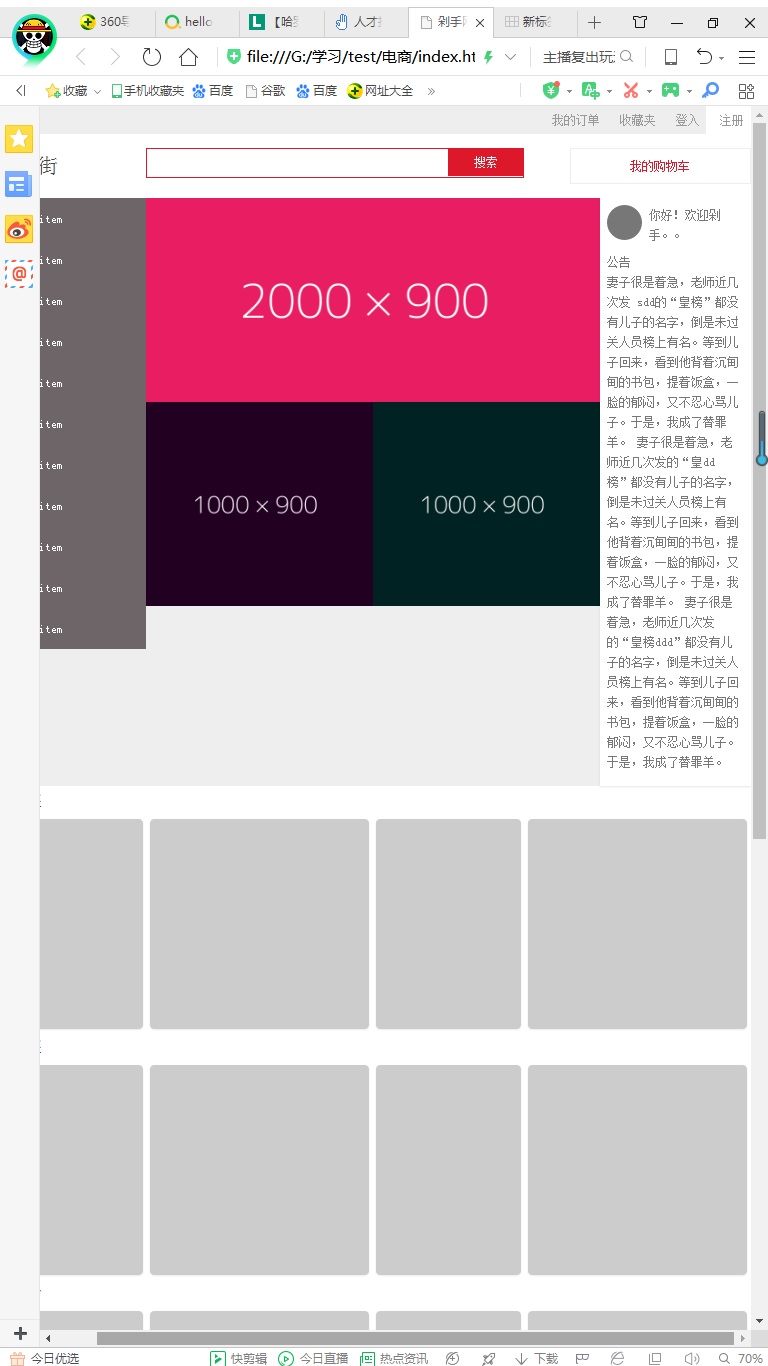 360导
hello
【哈罗
人才招
剁手网
新标签
file:///G:/学习/test/电商/index.ht
主播复出玩
收藏
手机收藏夹
百度
谷歌
百度
网址大全
我的订单
收藏夹
登入
注册
街
搜索
我的购物车
item
item
item
item
item
item
item
item
item
item
item
2000 × 900
1000 × 900
1000 × 900
你好！欢迎剁
手。。
公告
妻子很是着急，老师近几
次发 sdd的“皇榜”都没
有儿子的名字，倒是未过
关人员榜上有名。等到儿
子回来，看到他背着沉甸
甸的书包，提着饭盒，一
脸的郁闷，又不忍心骂儿
子。于是，我成了替罪
羊。 妻子很是着急，老
师近几次发的“皇dd
榜”都没有儿子的名字，
倒是未过关人员榜上有
名。等到儿子回来，看到
他背着沉甸甸的书包，提
着饭盒，一脸的郁闷，又
不忍心骂儿子。于是，我
成了替罪羊。 妻子很是
着急，老师近几次发
的“皇榜ddd”都没有儿
子的名字，倒是未过关人
员榜上有名。等到儿子回
来，看到他背着沉甸甸的
书包，提着饭盒，一脸的
郁闷，又不忍心骂儿子。
于是，我成了替罪羊。
今日优选
快剪辑
今日直播
热点资讯
下载
70%